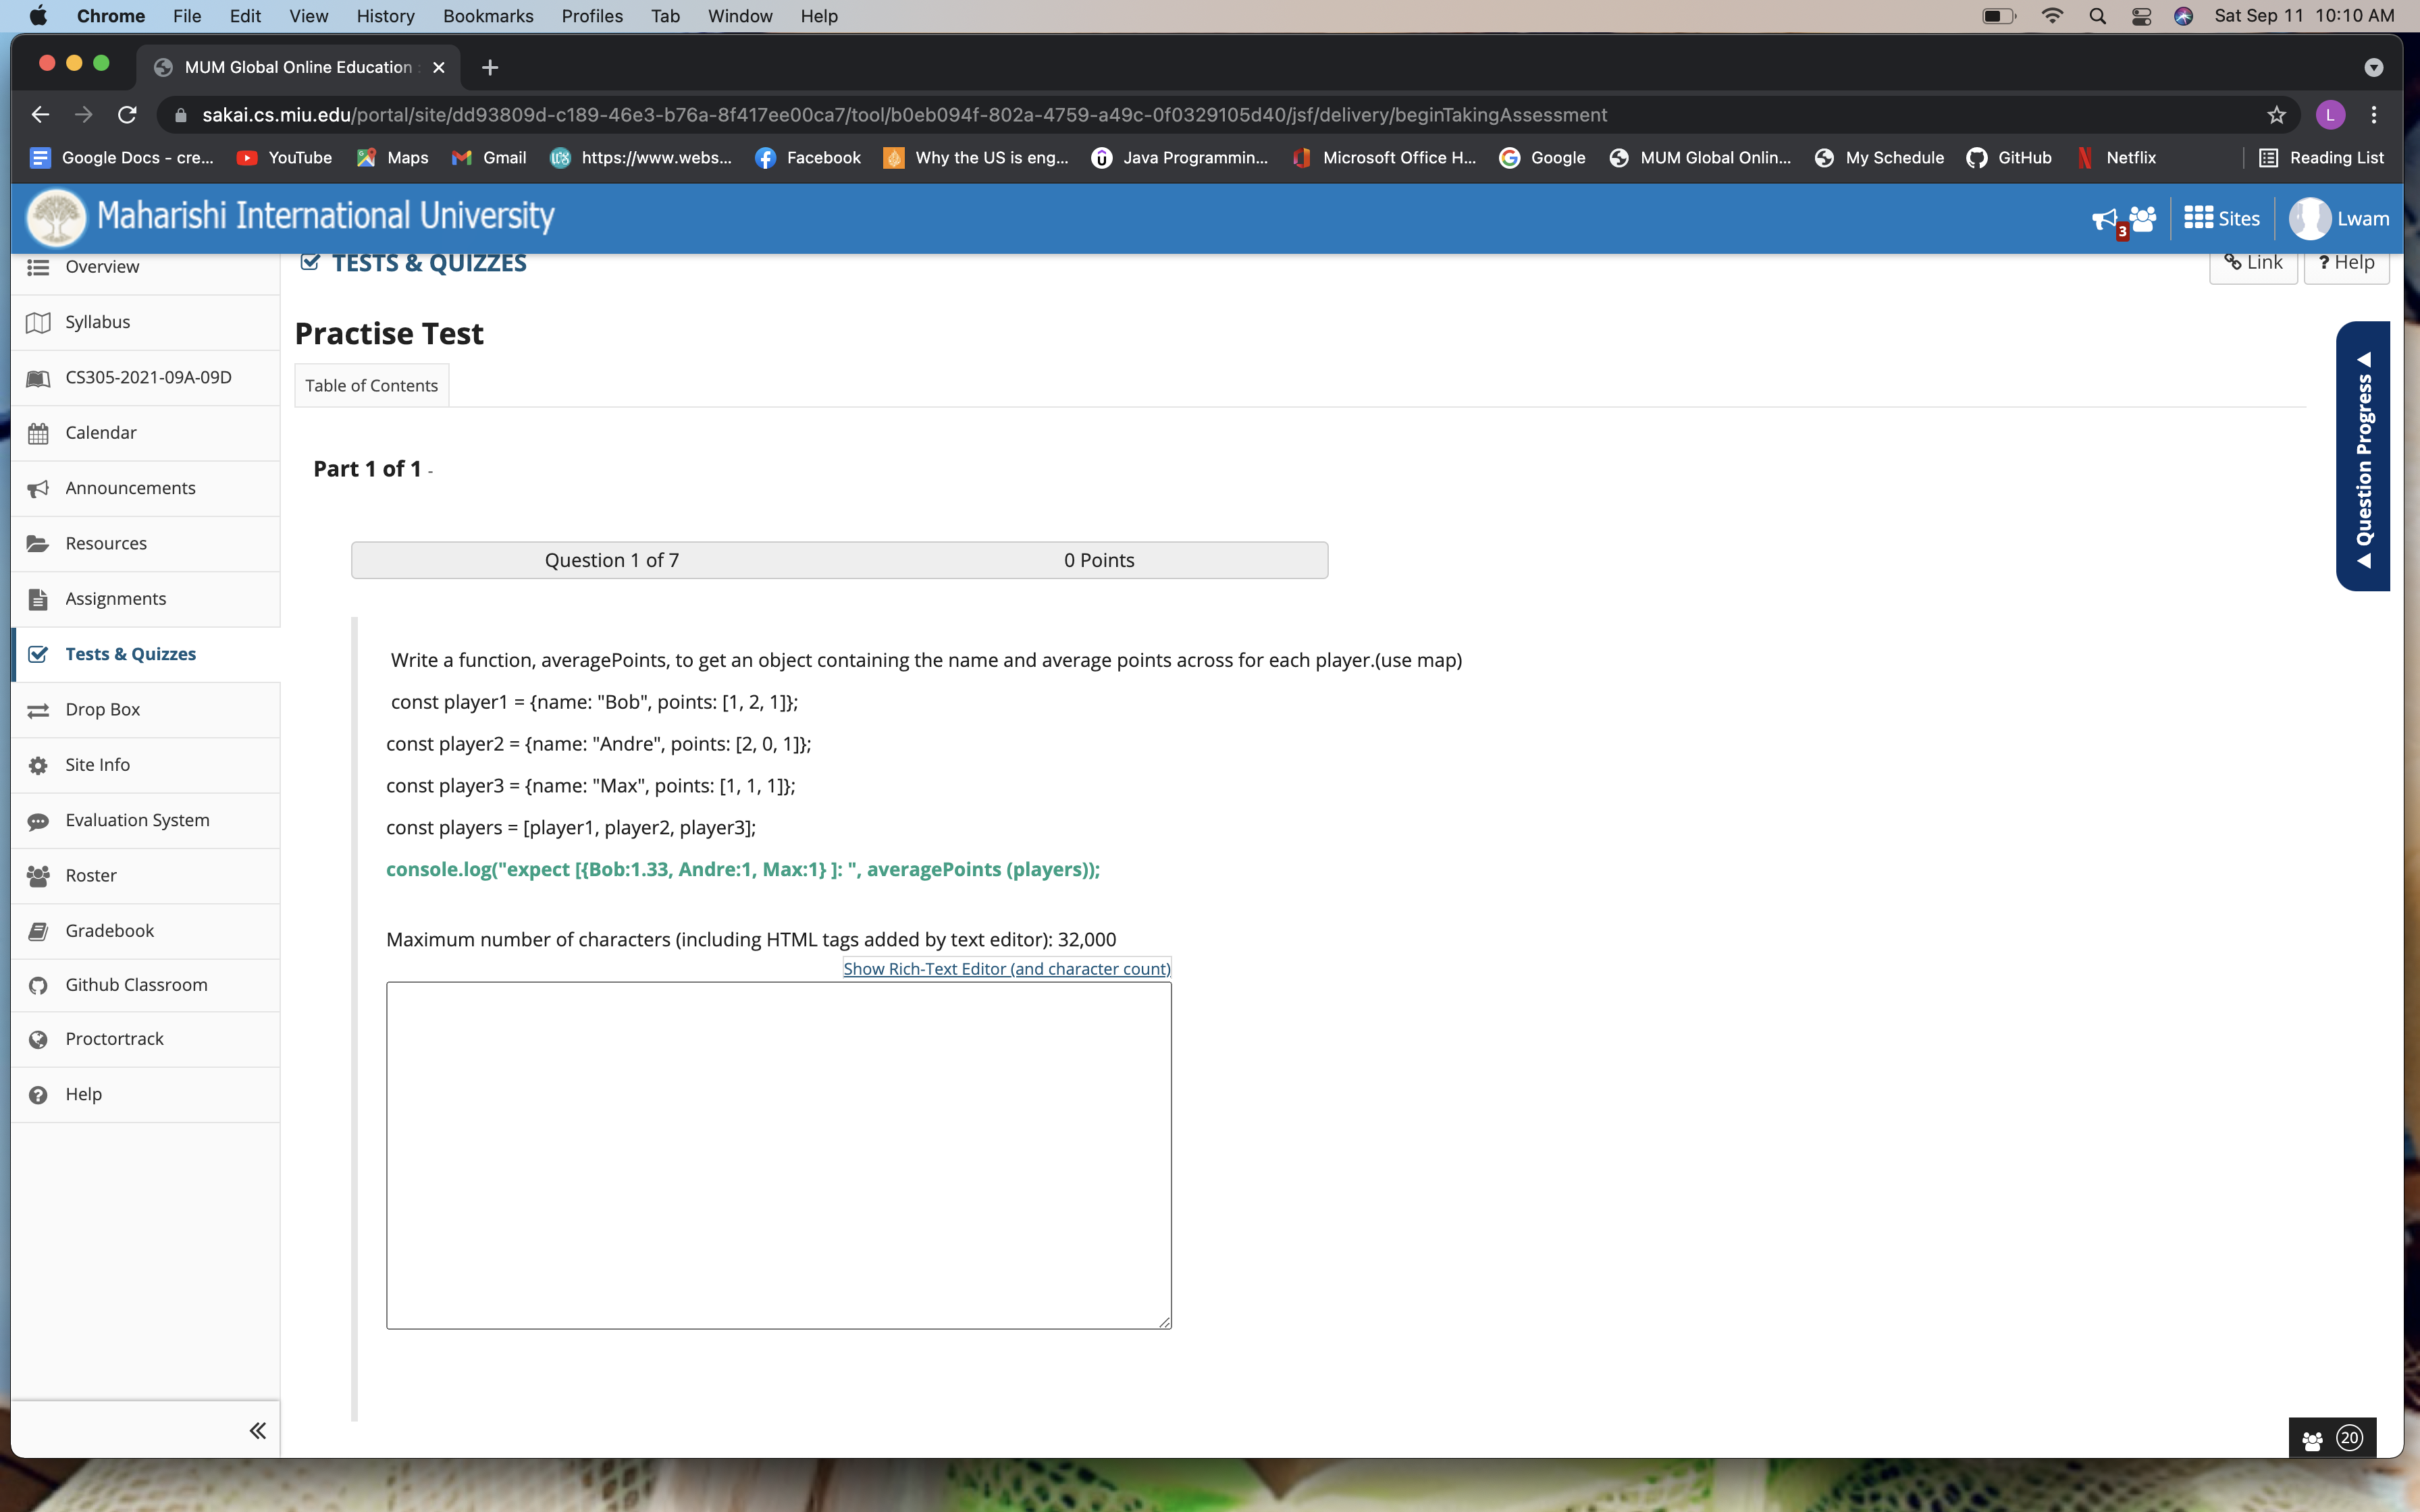 Chrome File Edit View History Bookmarks Profiles Tab Window Help Sat Sep 11 10:10 AM
MUM Global Online Education :
sakai.cs.miu.edu/portal/site/dd93809d-c189-46e3-b76a-8f417ee00ca7/tool/b0eb094f-802a-4759-a49c-0f0329105d40/jsf/delivery/beginTakingAssessment L
Google Docs - cre... YouTube Maps Gmail https://www.webs... Facebook Why the US is eng... Java Programmin... Microsoft Office H... Google MUM Global Onlin... My Schedule GitHub Netflix Reading List
Maharishi International University 3 Sites Lwam
Overview
Syllabus
CS305-2021-09A-09D
Calendar
Announcements
Resources
Assignments
Tests & Quizzes
Drop Box
Site Info
Evaluation System
Roster
Gradebook
Github Classroom
Proctortrack
Help
TESTS & QUIZZES
Link ? Help
Practise Test
Table of Contents
Question Progress
Part 1 of 1 -
Question 1 of 7 0 Points
Write a function, averagePoints, to get an object containing the name and average points across for each player.(use map)
const player1 = {name: "Bob", points: [1, 2, 1]};
const player2 = {name: "Andre", points: [2, 0, 1]};
const player3 = {name: "Max", points: [1, 1, 1]};
const players = [player1, player2, player3];
console.log("expect [{Bob:1.33, Andre:1, Max:1} ]: ", averagePoints (players));
Maximum number of characters (including HTML tags added by text editor): 32,000
Show Rich-Text Editor (and character count)
20